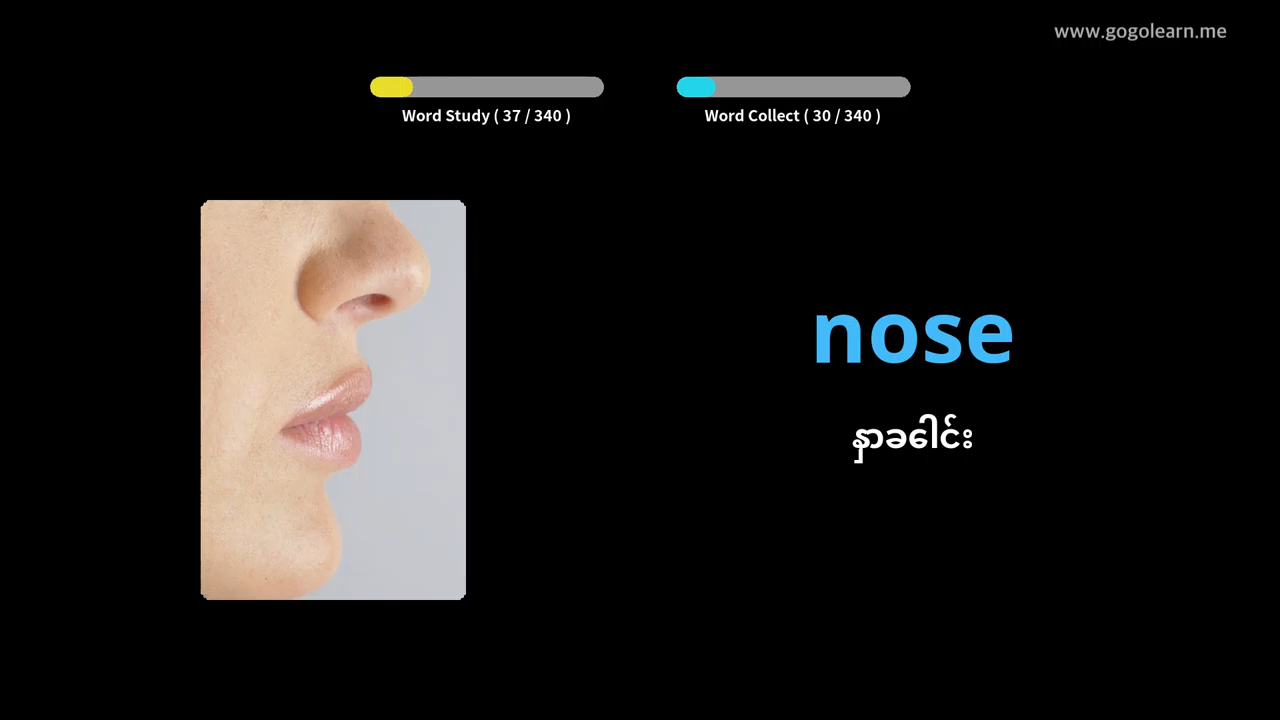 www.gogolearn.me
Word Study ( 37 / 340 )
Word Collect ( 30 / 340 )
nose
နှာခေါင်း